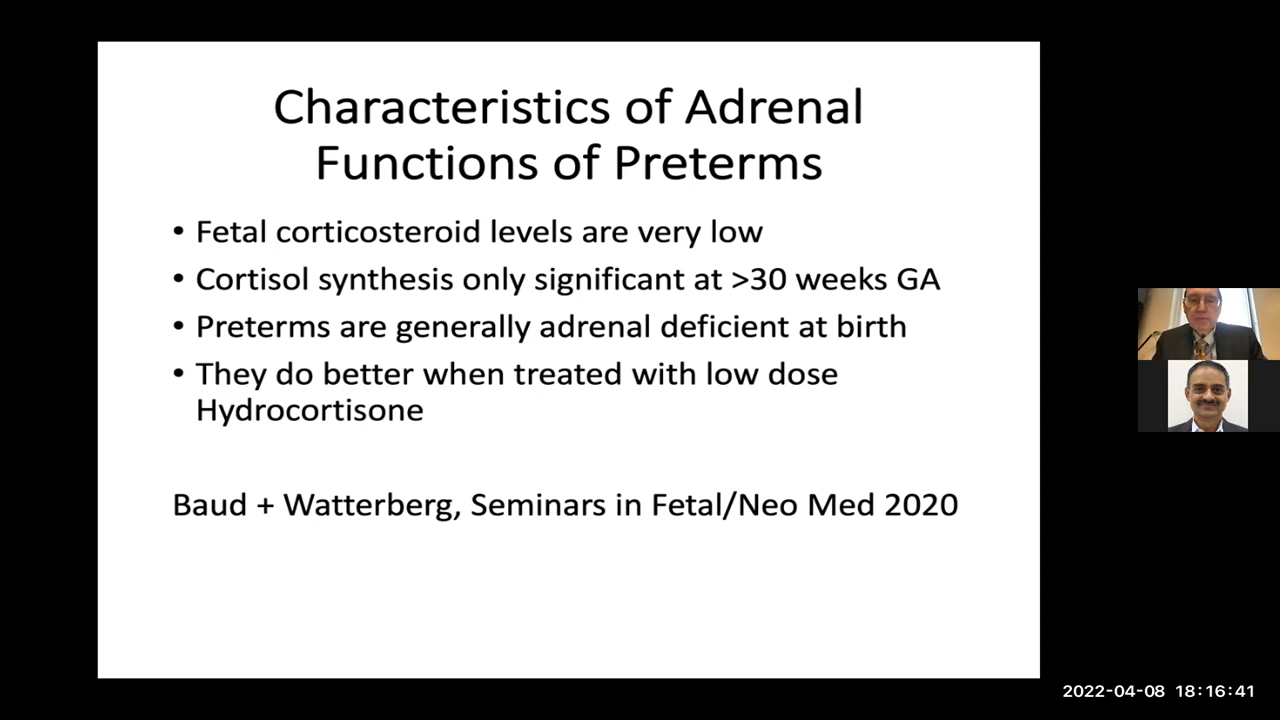 Characteristics of Adrenal
Functions of Preterms
• Fetal corticosteroid levels are very low
• Cortisol synthesis only significant at >30 weeks GA
• Preterms are generally adrenal deficient at birth
• They do better when treated with low dose
Hydrocortisone
Baud + Watterberg, Seminars in Fetal/Neo Med 2020
2022-04-08 18:16:41